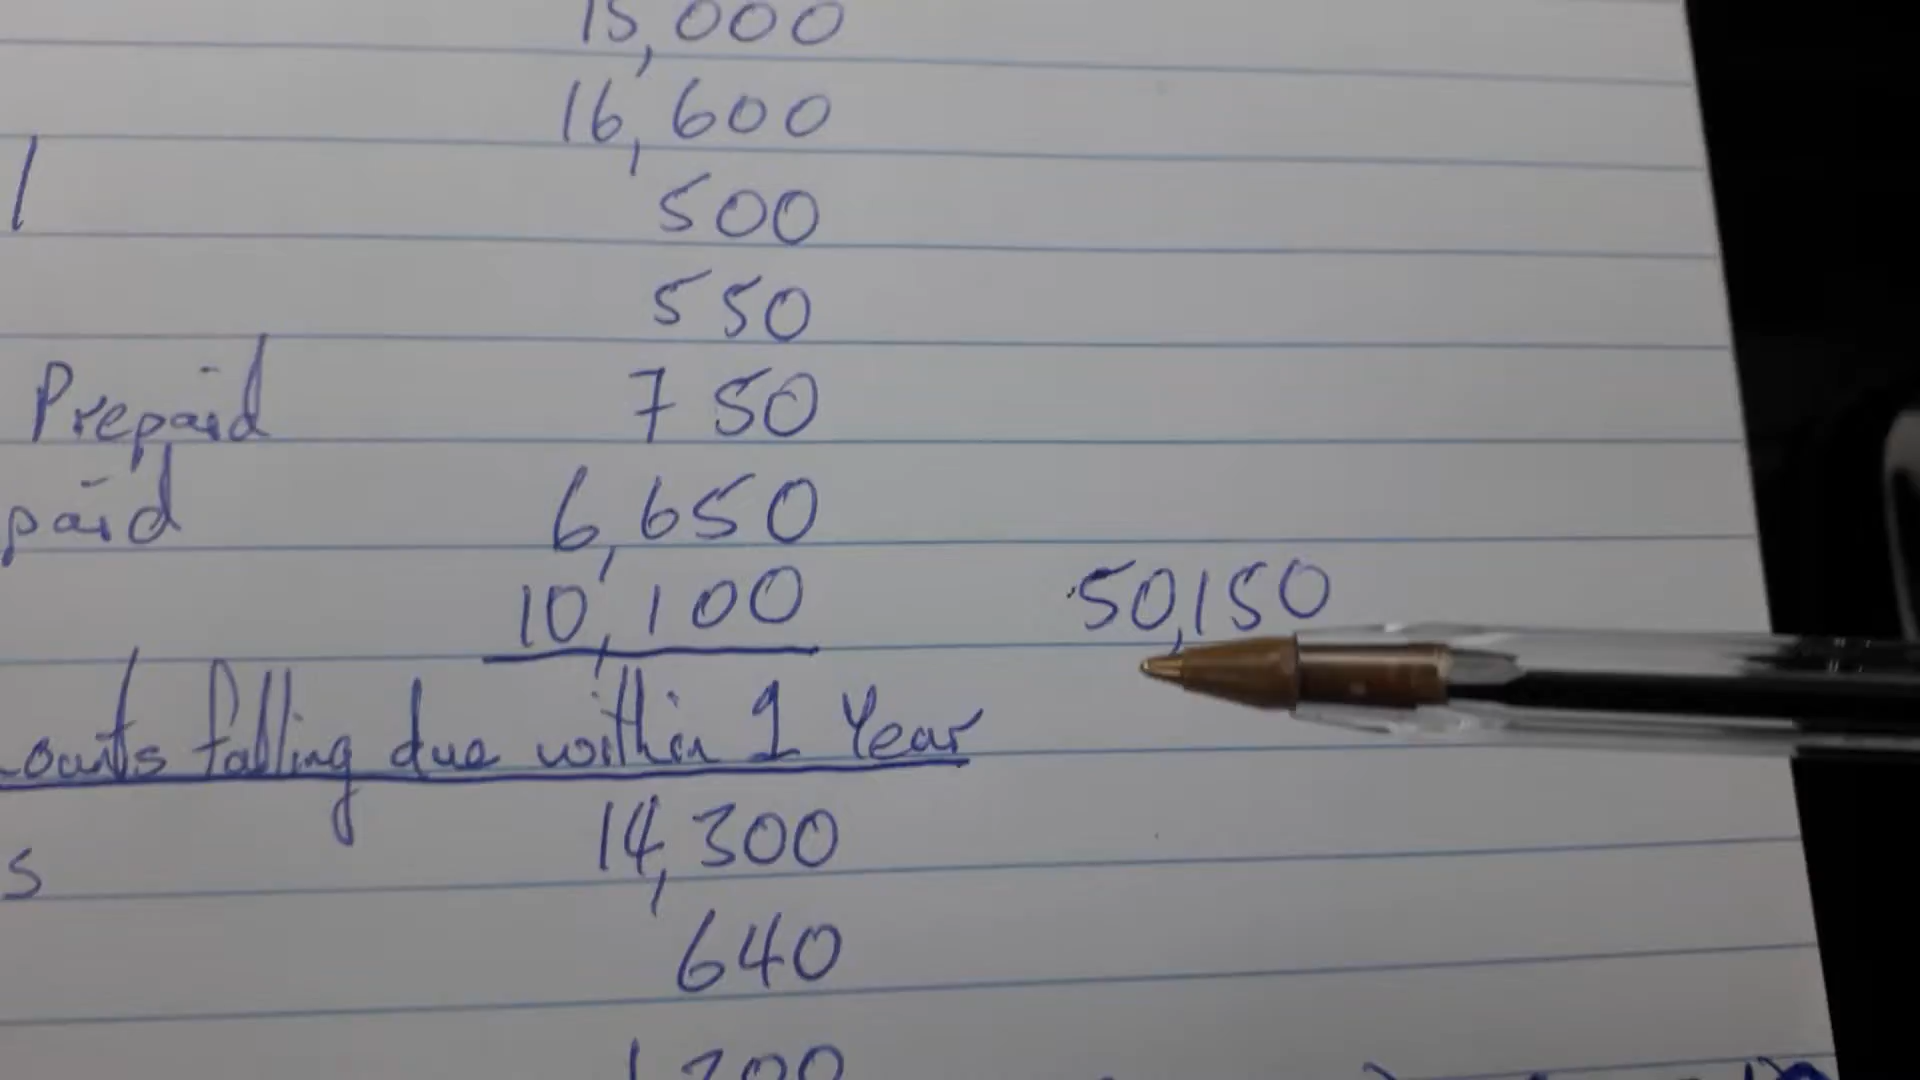 15,000
16,600
500
550
Prepaid 750
paid 6,650
10,100 50,150
falling due within 1 Year
14,300
s
640